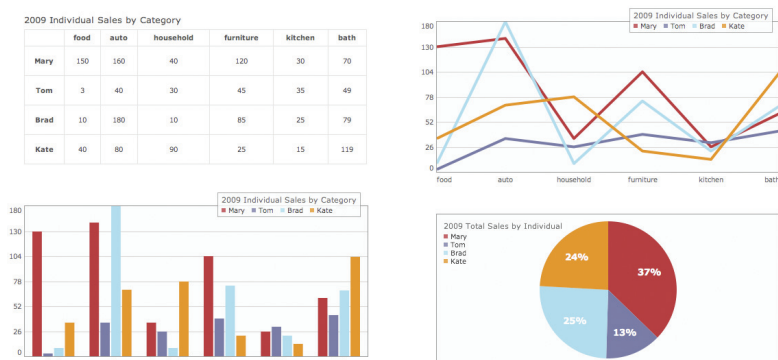 2009 Individual Sales by Category
food auto household furniture kitchen bath
Mary 150 160 40 120 30 70
Tom 3 40 30 45 35 49
Brad 10 180 10 85 25 79
Kate 40 80 90 25 15 119
2009 Individual Sales by Category
Mary Tom Brad Kate
180
130
104
78
52
26
0
food auto household furniture kitchen bath
2009 Individual Sales by Category
Mary Tom Brad Kate
180
130
104
78
52
26
0
2009 Total Sales by Individual
Mary
Tom
Brad
Kate
24%
37%
25%
13%